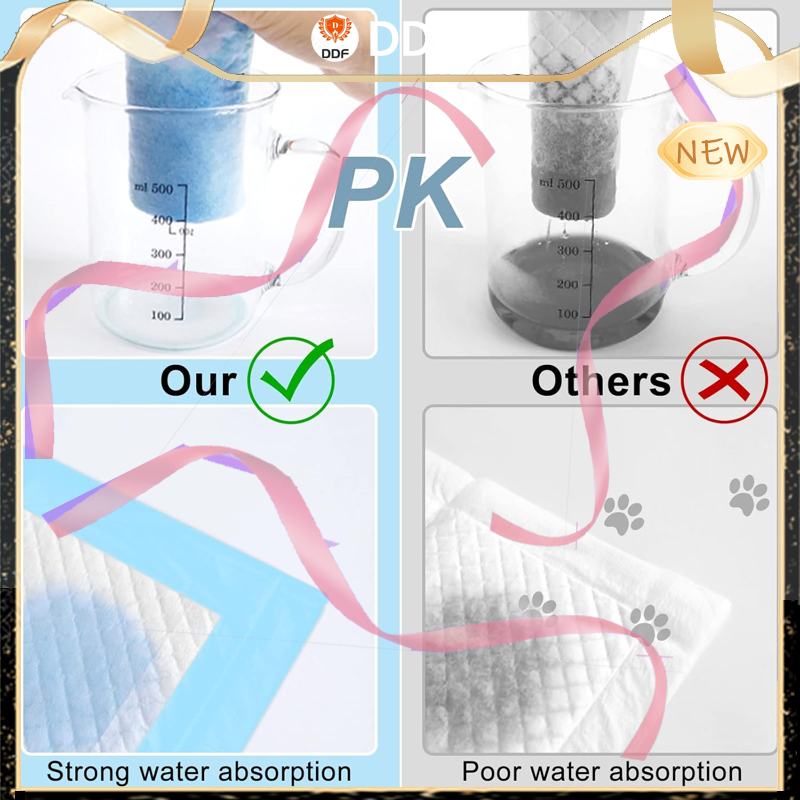 DDF
DD
NEW
PK
ml 500
400
300
200
100
ml 500
400
300
200
100
Our
Others
Strong water absorption
Poor water absorption